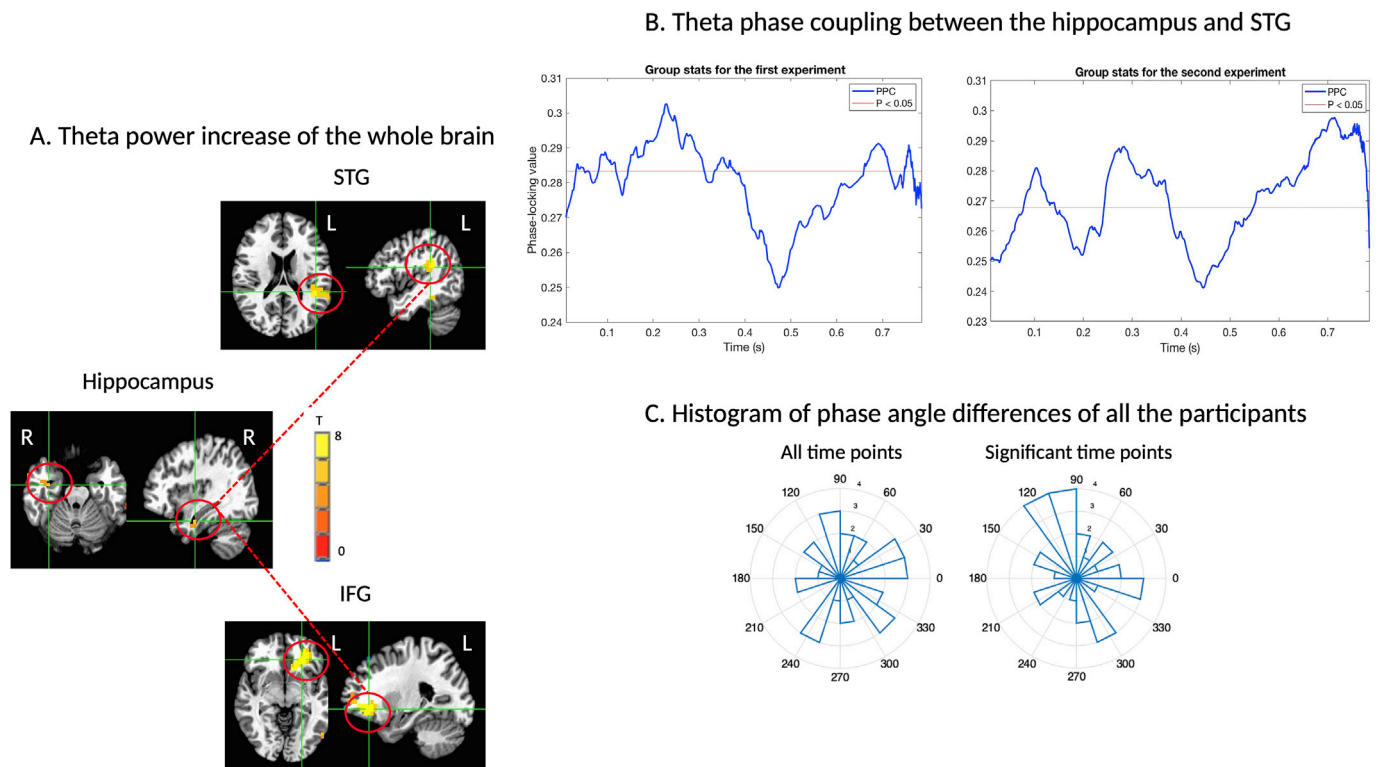 A. Theta power increase of the whole brain
STG
L
L
Hippocampus
R
R
T
8
0
IFG
L
L
B. Theta phase coupling between the hippocampus and STG
Group stats for the first experiment
PPC
P < 0.05
Phase-locking value
0.31
0.3
0.29
0.28
0.27
0.26
0.25
0.24
0.1 0.2 0.3 0.4 0.5 0.6 0.7
Time (s)
Group stats for the second experiment
PPC
P < 0.05
0.31
0.3
0.29
0.28
0.27
0.26
0.25
0.24
0.23
0.1 0.2 0.3 0.4 0.5 0.6 0.7
Time (s)
C. Histogram of phase angle differences of all the participants
All time points
90
4
120
60
3
150
2
30
1
180
0
210
330
240
300
270
Significant time points
90
4
120
60
3
150
2
30
180
0
210
330
240
300
270